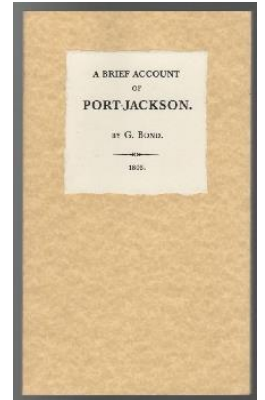 A BRIEF ACCOUNT
OF
PORT-JACKSON.
BY G. BOND.
1803.